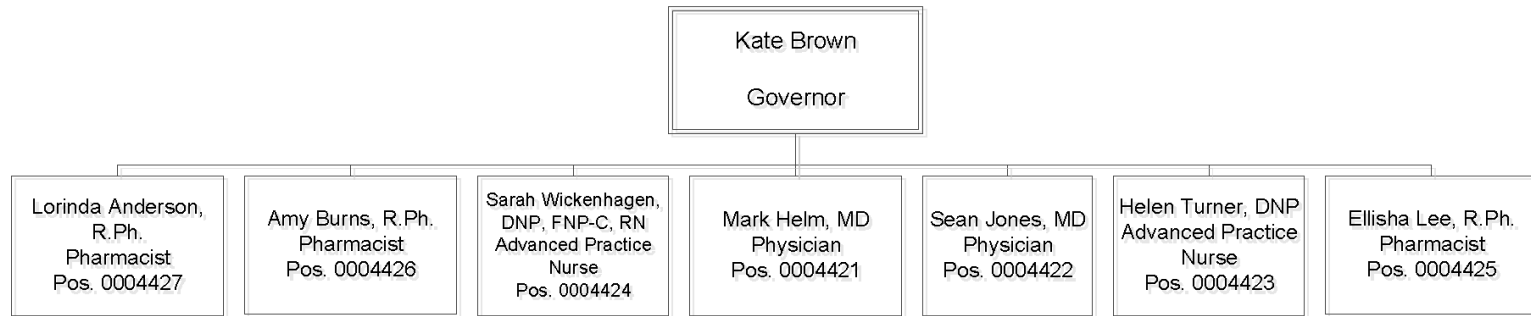 Kate Brown
Governor
Lorinda Anderson,
R.Ph.
Pharmacist
Pos. 0004427
Amy Burns, R.Ph.
Pharmacist
Pos. 0004426
Sarah Wickenhagen,
DNP, FNP-C, RN
Advanced Practice
Nurse
Pos. 0004424
Mark Helm, MD
Physician
Pos. 0004421
Sean Jones, MD
Physician
Pos. 0004422
Helen Turner, DNP
Advanced Practice
Nurse
Pos. 0004423
Ellisha Lee, R.Ph.
Pharmacist
Pos. 0004425